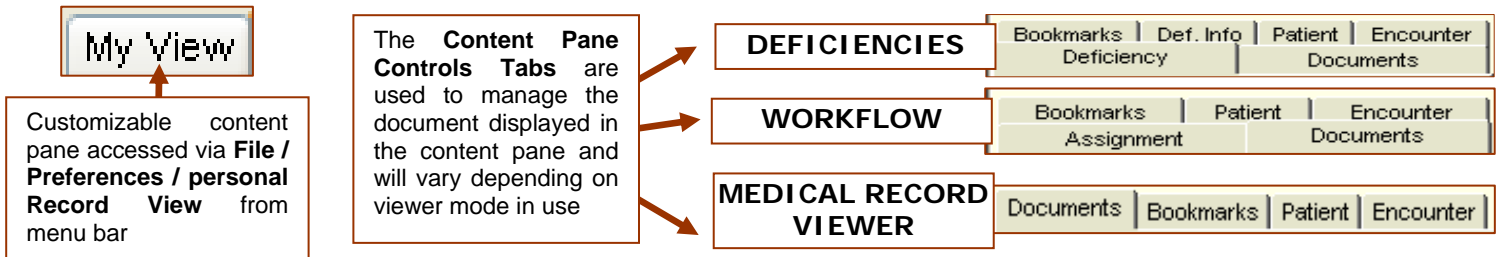 My View
Customizable content
pane accessed via File /
Preferences / personal
Record View from
menu bar
The Content Pane
Controls Tabs are
used to manage the
document displayed in
the content pane and
will vary depending on
viewer mode in use
DEFICIENCIES
Bookmarks Def. Info Patient Encounter
Deficiency Documents
WORKFLOW
Bookmarks Patient Encounter
Assignment Documents
MEDICAL RECORD
VIEWER
Documents Bookmarks Patient Encounter